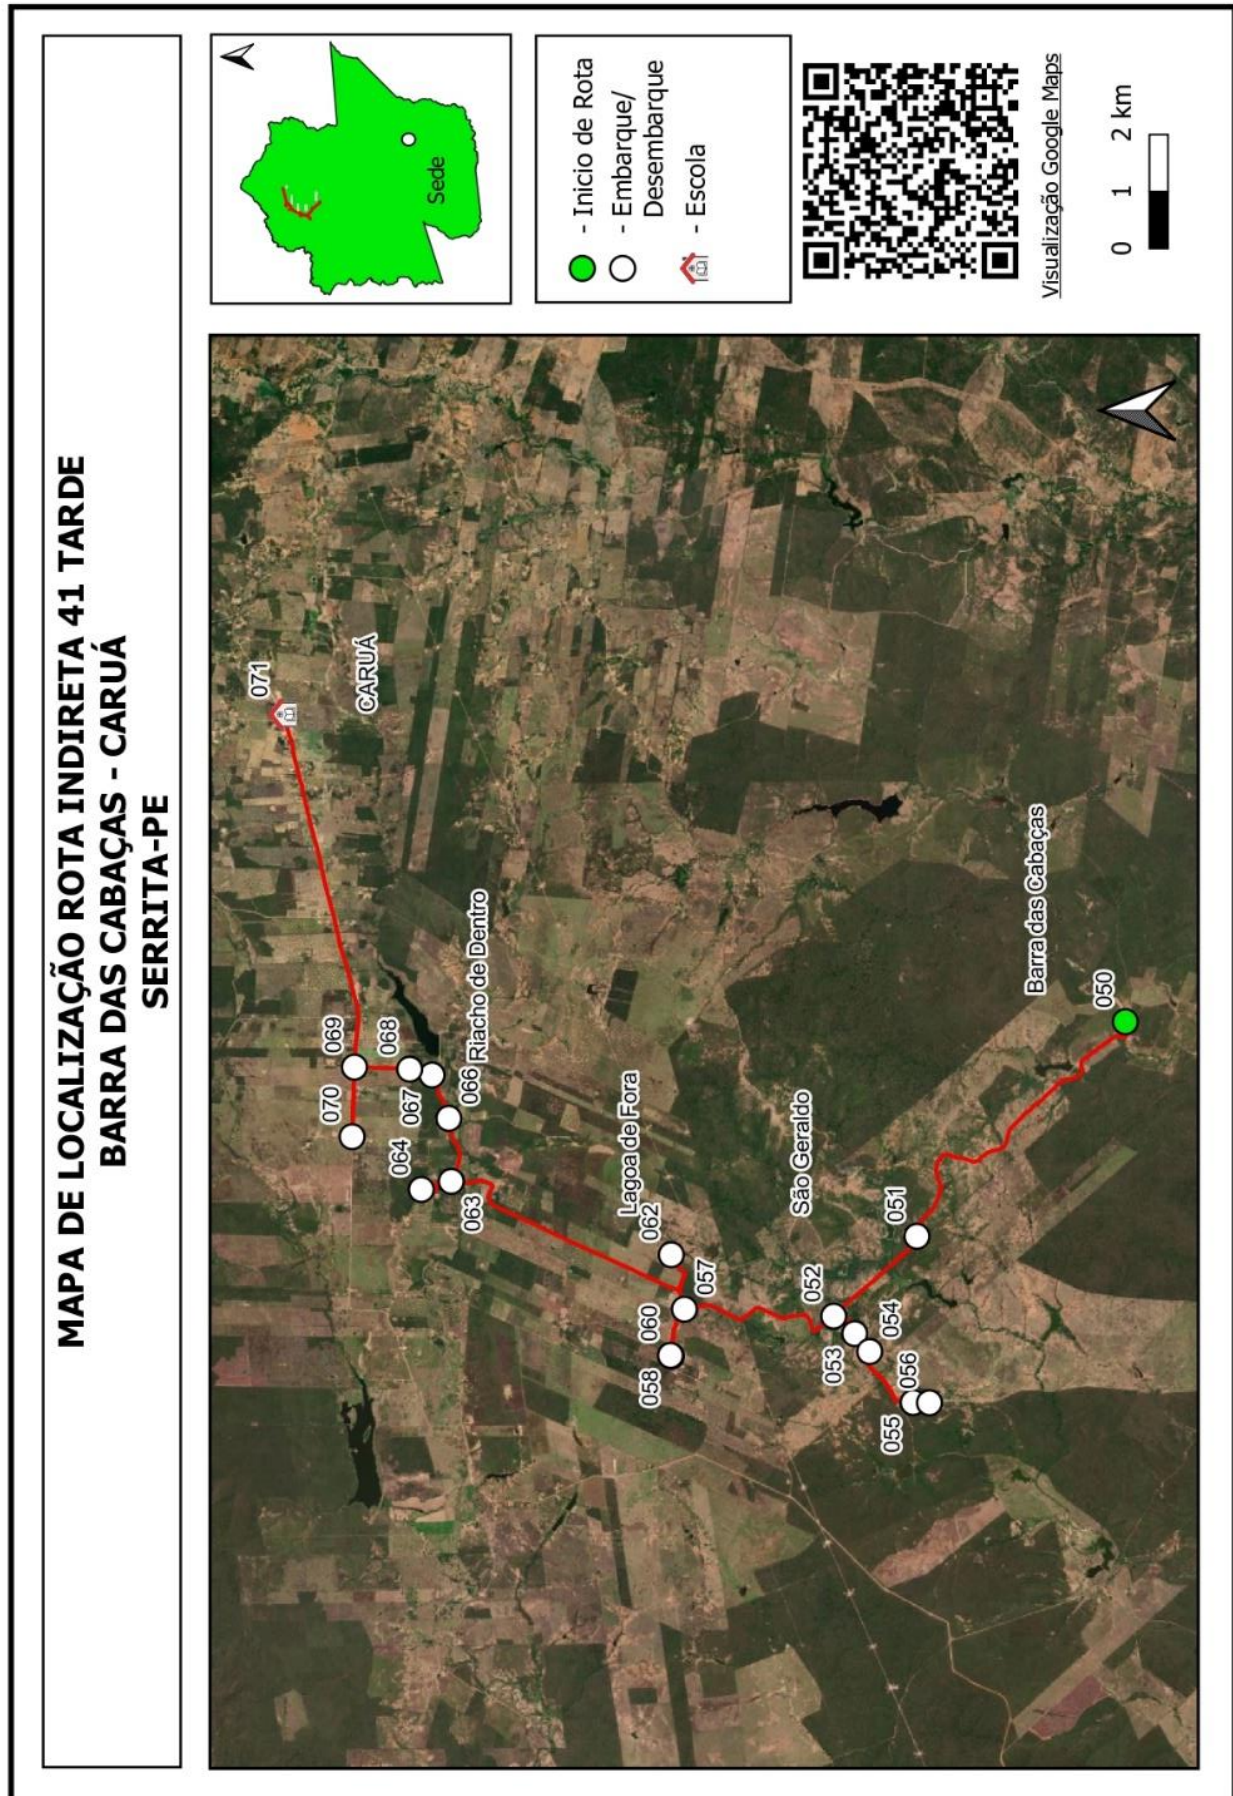 MAPA DE LOCALIZAÇÃO ROTA INDIRETA 41 TARDE
BARRA DAS CABAÇAS - CARUÁ
SERRITA-PE
071
CARUÁ
070
069
068
067
064
066
Riacho de Dentro
063
Lagoa de Fora
062
058
060
057
São Geraldo
052
051
053
054
055
056
Barra das Cabaças
050
Sede
- Inicio de Rota
- Embarque/
Desembarque
- Escola
Visualização Google Maps
0 1 2 km